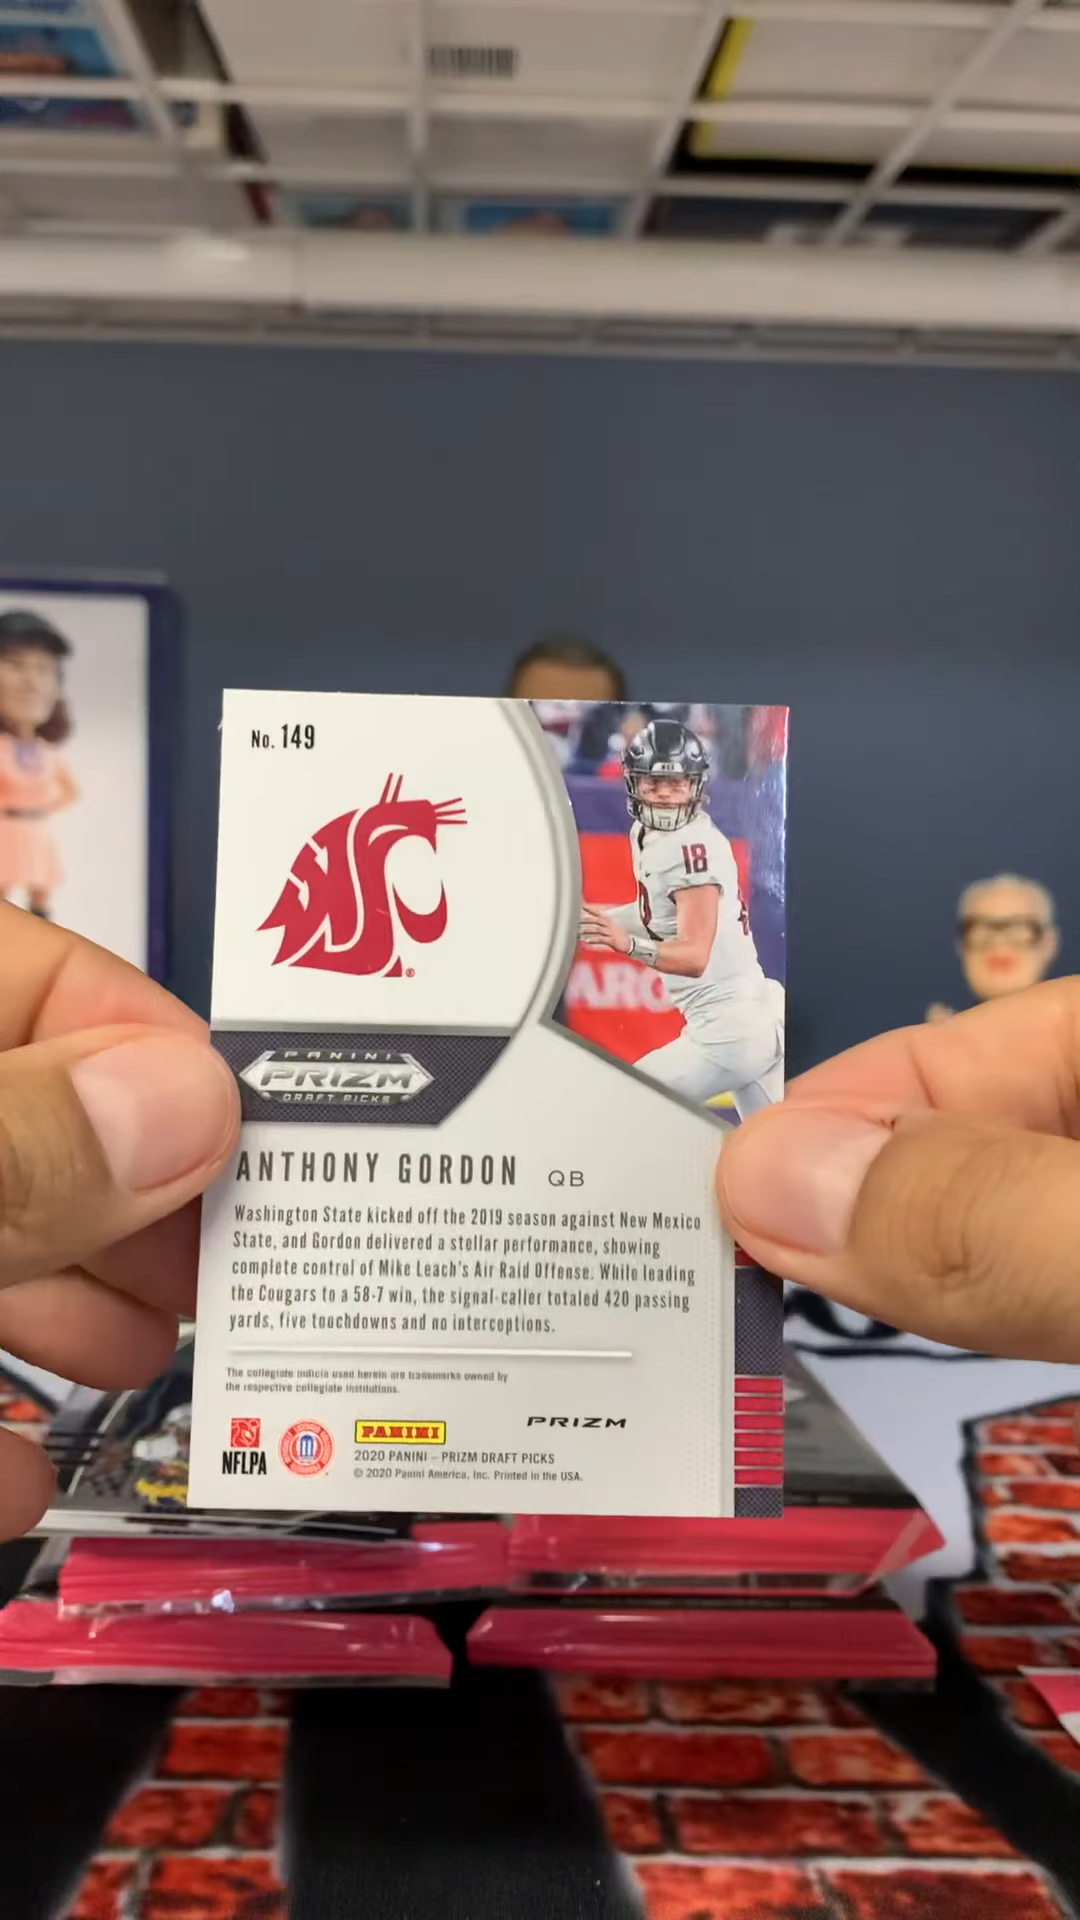 No. 149
18
ARG
PANINI
PRIZM
DRAFT PICKS
ANTHONY GORDON QB
Washington State kicked off the 2019 season against New Mexico
State, and Gordon delivered a stellar performance, showing
complete control of Mike Leach's Air Raid Offense. While leading
the Cougars to a 58-7 win, the signal-caller totaled 420 passing
yards, five touchdowns and no interceptions.
The collegiate indicia used herein are trademarks owned by
the respective collegiate institutions.
PRIZM
NFLPA
PANINI
2020 PANINI – PRIZM DRAFT PICKS
© 2020 Panini America, Inc. Printed in the USA.